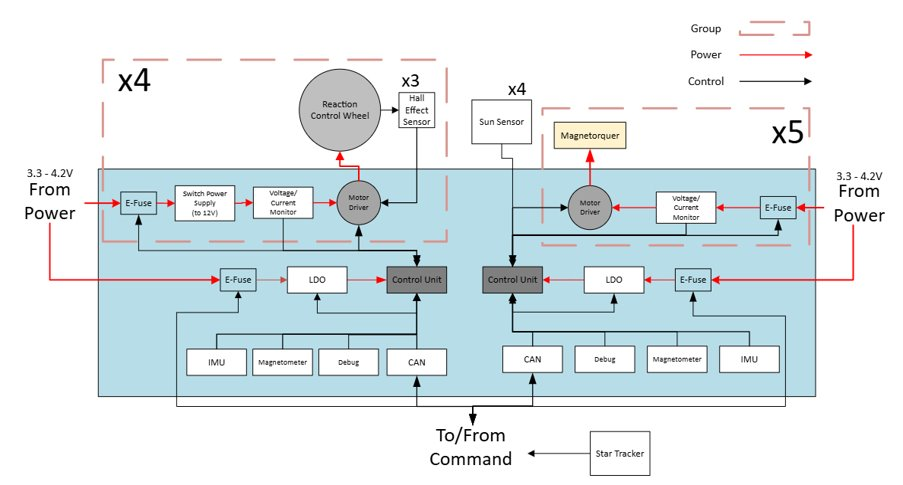 Group
Power
Control
x4
x3
Reaction
Control Wheel
Hall
Effect
Sensor
x4
Sun Sensor
x5
Magnetorquer
3.3 - 4.2V
From
Power
E-Fuse
Switch Power
Supply
(to 12V)
Voltage/
Current
Monitor
Motor
Driver
Motor
Driver
Voltage/
Current
Monitor
E-Fuse
3.3 - 4.2V
From
Power
E-Fuse
LDO
Control Unit
Control Unit
LDO
E-Fuse
IMU
Magnetometer
Debug
CAN
CAN
Debug
Magnetometer
IMU
To/From
Command
Star Tracker